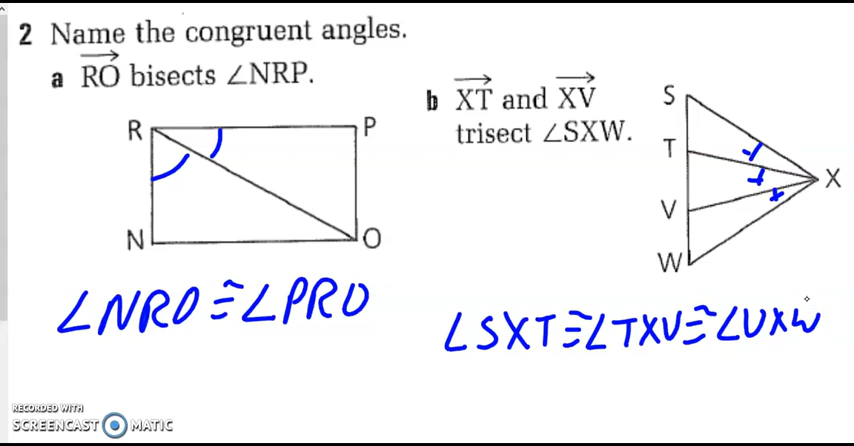 2 Name the congruent angles.
a RO bisects ∠NRP.
R
P
N
O
∠NRO ≅ ∠PRO
b XT and XV
trisect ∠SXW.
S
T
X
V
W
∠SXT ≅ ∠TXV ≅ ∠VXW
RECORDED WITH
SCREENCAST MATIC